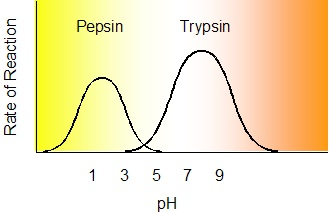 Pepsin Trypsin
Rate of Reaction
1 3 5 7 9
pH